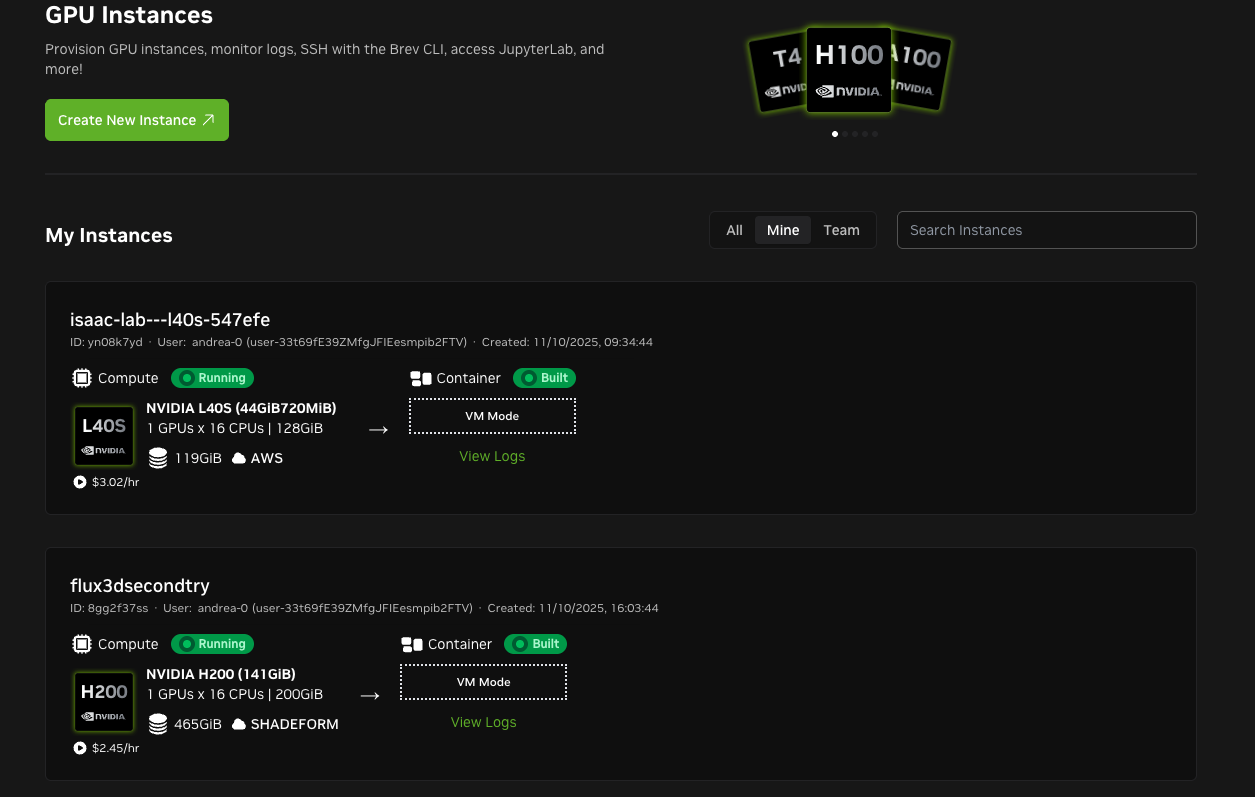 GPU Instances
Provision GPU instances, monitor logs, SSH with the Brev CLI, access JupyterLab, and
more!
Create New Instance
T4 H100 A100
NVIDIA. NVIDIA.
My Instances
All Mine Team Search Instances
isaac-lab---l40s-547efe
ID: yn08k7yd · User: andrea-0 (user-33t69fE39ZMfgJFIEesmpib2FTV) · Created: 11/10/2025, 09:34:44
Compute Running Container Built
NVIDIA L40S (44GiB720MiB)
L40S 1 GPUs x 16 CPUs | 128GiB → VM Mode
NVIDIA. 119GiB AWS View Logs
$3.02/hr
flux3dsecondtry
ID: 8gg2f37ss · User: andrea-0 (user-33t69fE39ZMfgJFIEesmpib2FTV) · Created: 11/10/2025, 16:03:44
Compute Running Container Built
NVIDIA H200 (141GiB)
H200 1 GPUs x 16 CPUs | 200GiB → VM Mode
NVIDIA. 465GiB SHADEFORM View Logs
$2.45/hr